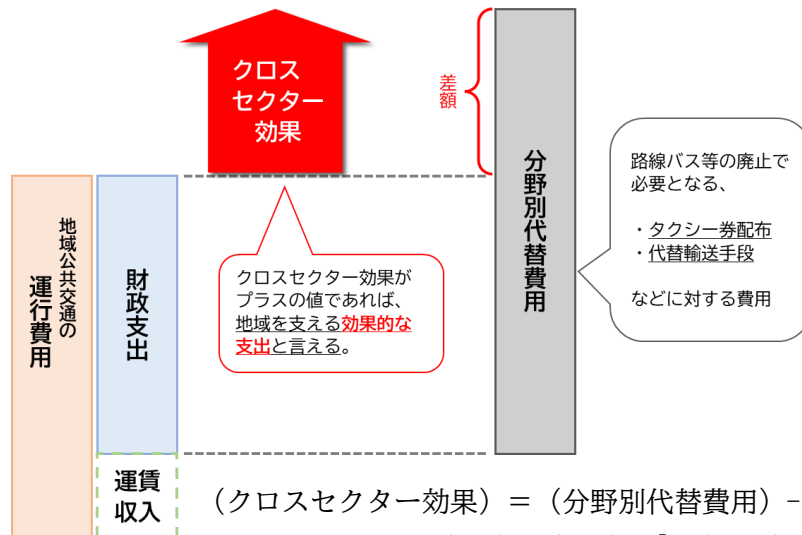 クロス
セクター
効果
差額
分野別代替費用
路線バス等の廃止で
必要となる、
・タクシー券配布
・代替輸送手段
などに対する費用
地域公共交通の
運行費用
財政支出
クロスセクター効果が
プラスの値であれば、
地域を支える効果的な
支出と言える。
運賃
収入
（クロスセクター効果）＝（分野別代替費用）−